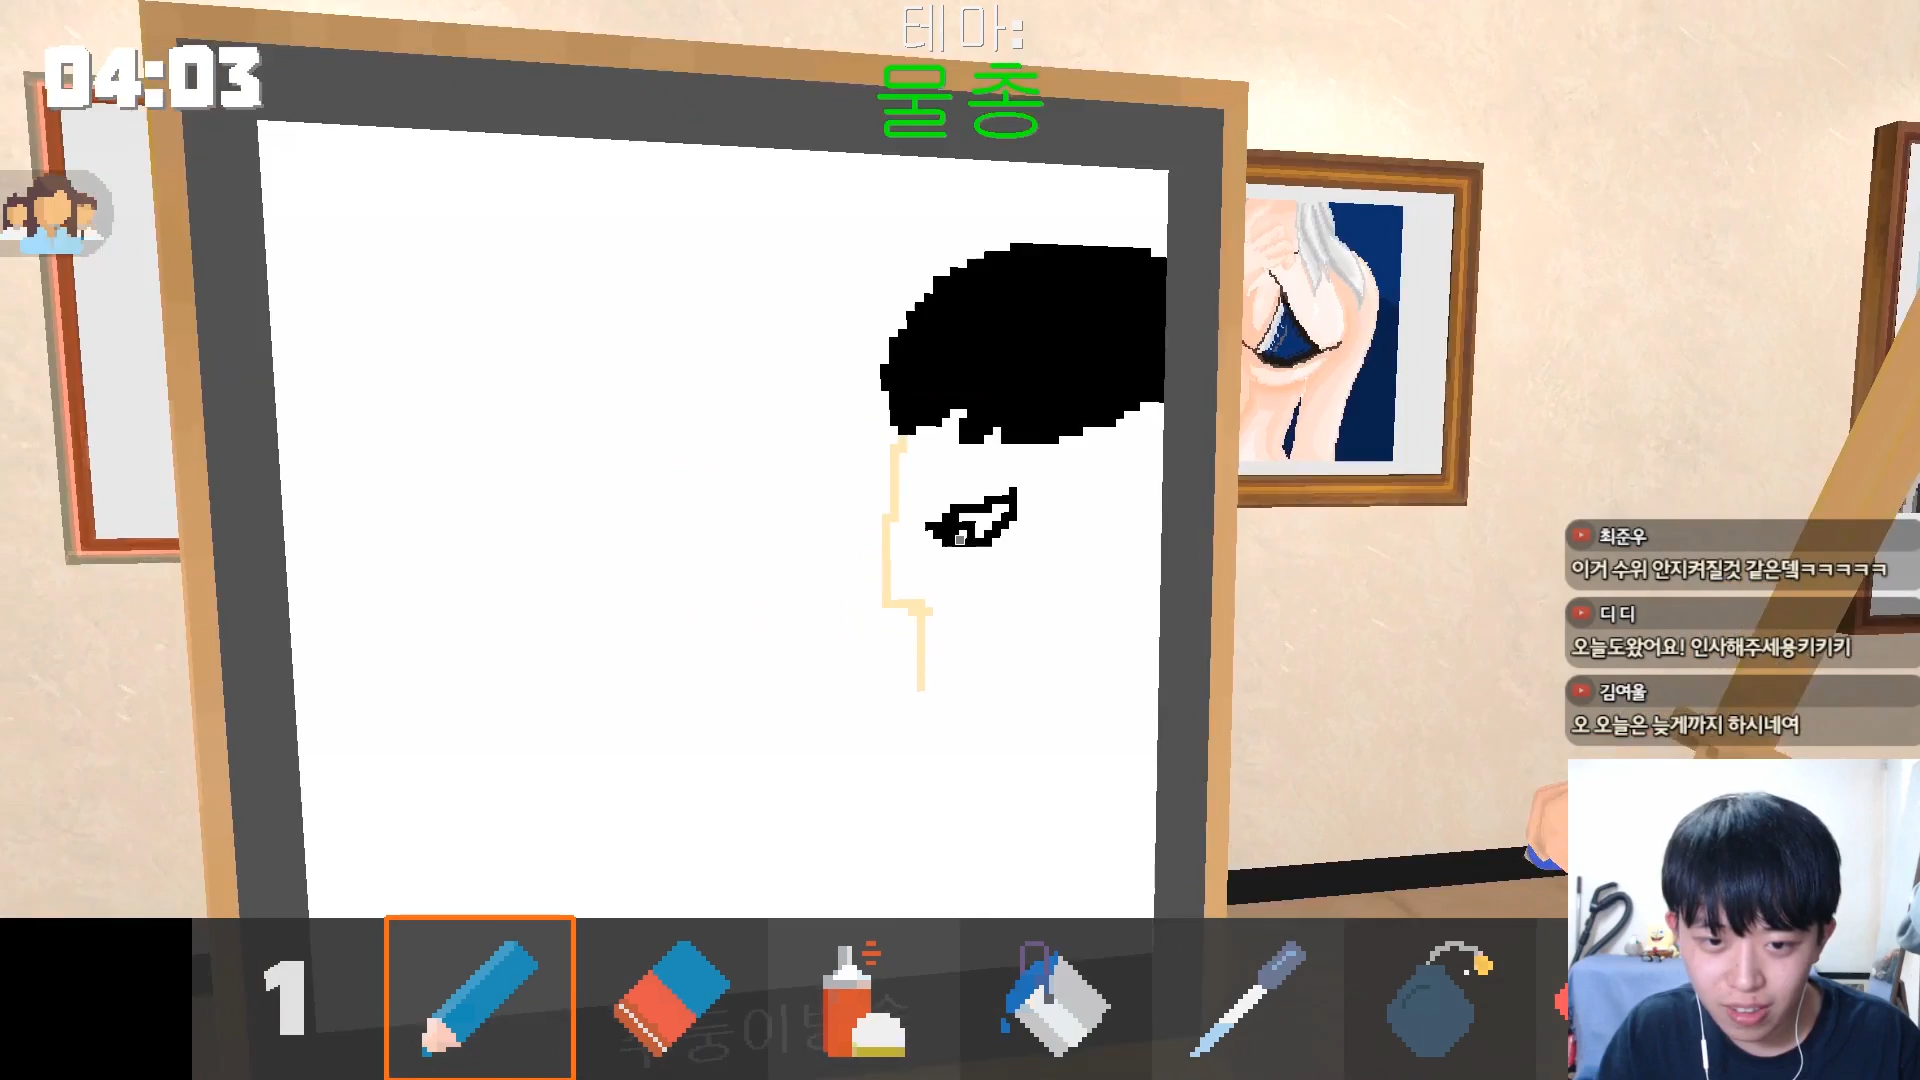 테마:
04:03
물총
최준우
이거 수위 안지켜질것 같은뎈ㅋㅋㅋㅋㅋ
디 디
오늘도왔어요! 인사해주세용키키키
김여울
오 오늘은 늦게까지 하시네여
1